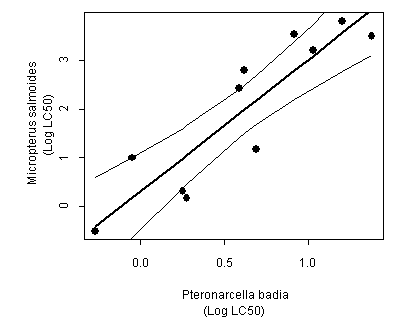 Micropterus salmoides
(Log LC50)
3
2
1
0
0.0 0.5 1.0
Pteronarcella badia
(Log LC50)